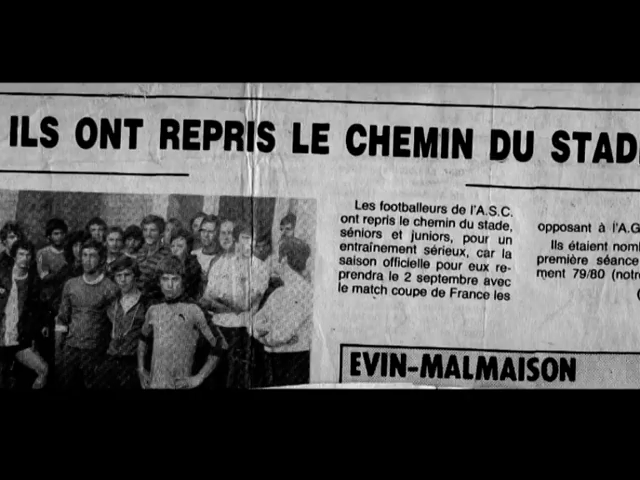 ILS ONT REPRIS LE CHEMIN DU STAD
Les footballeurs de l'A.S.C.
ont repris le chemin du stade,
séniors et juniors, pour un
entraînement sérieux, car la
saison officielle pour eux re-
prendra le 2 septembre avec
le match coupe de France les
opposant à l'A.G
Ils étaient nom
première séance
ment 79/80 (notre
EVIN-MALMAISON